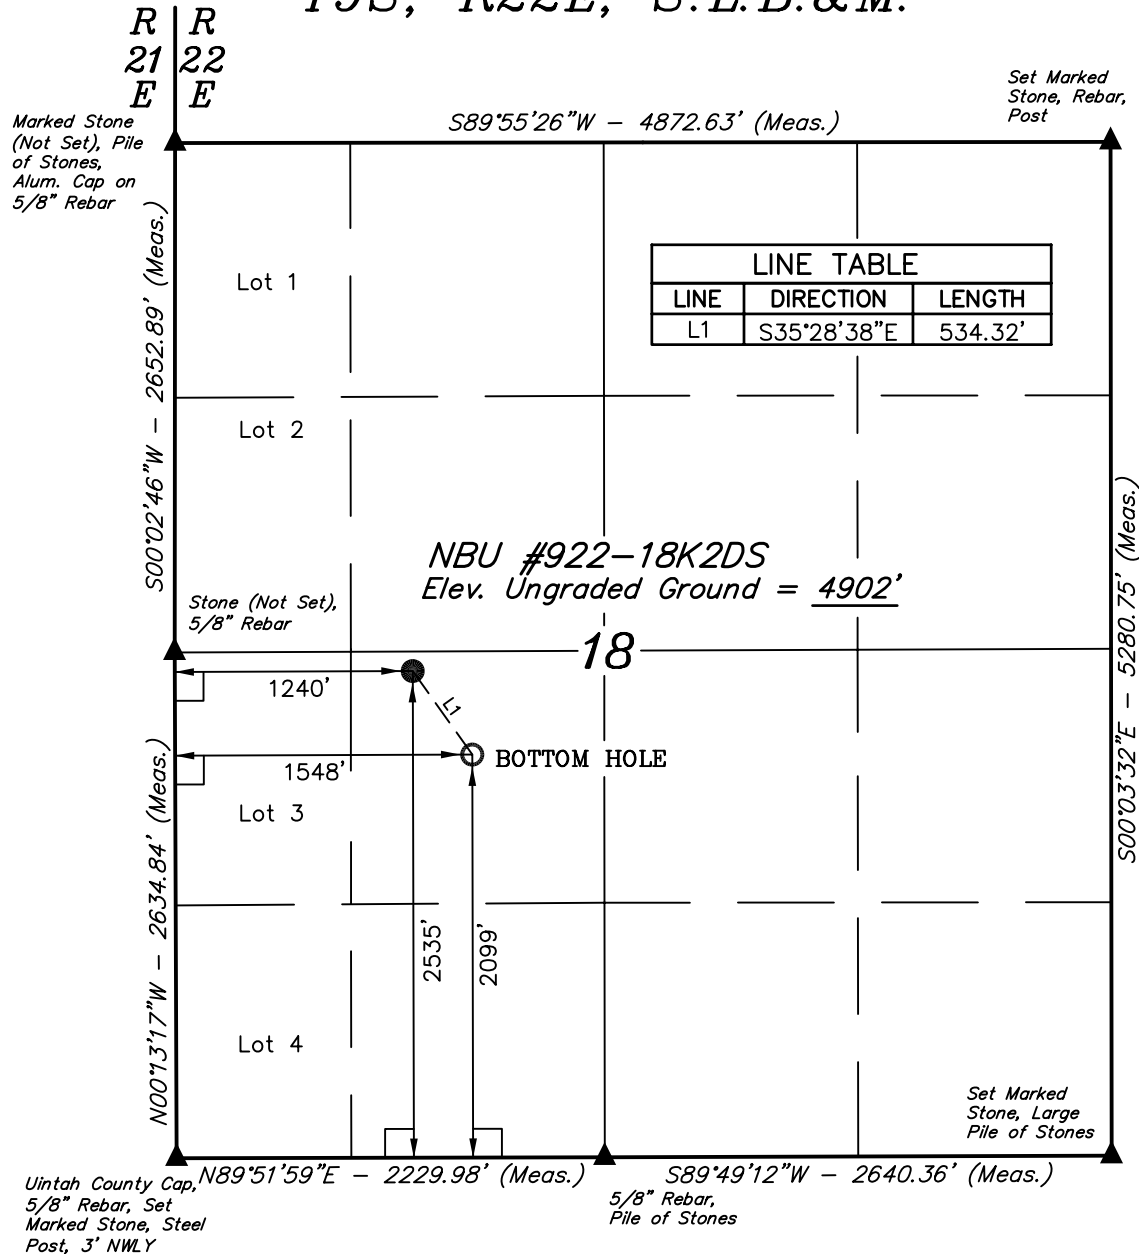 T9S, R22E, S.L.B.&M.
R R
21 22
E E
Set Marked
Stone, Rebar,
Post
Marked Stone
(Not Set), Pile
of Stones,
Alum. Cap on
5/8" Rebar
S89°55'26"W - 4872.63' (Meas.)
S00°02'46"W - 2652.89' (Meas.)
Lot 1
LINE TABLE
LINE DIRECTION LENGTH
L1 S35°28'38"E 534.32'
Lot 2
NBU #922-18K2DS
Elev. Ungraded Ground = 4902'
Stone (Not Set),
5/8" Rebar
18
S00°03'32"E - 5280.75' (Meas.)
1240'
L1
BOTTOM HOLE
1548'
Lot 3
N00°13'17"W - 2634.84' (Meas.)
2535'
2099'
Lot 4
Set Marked
Stone, Large
Pile of Stones
N89°51'59"E - 2229.98' (Meas.)
S89°49'12"W - 2640.36' (Meas.)
Uintah County Cap,
5/8" Rebar, Set
Marked Stone, Steel
Post, 3' NWLY
5/8" Rebar,
Pile of Stones